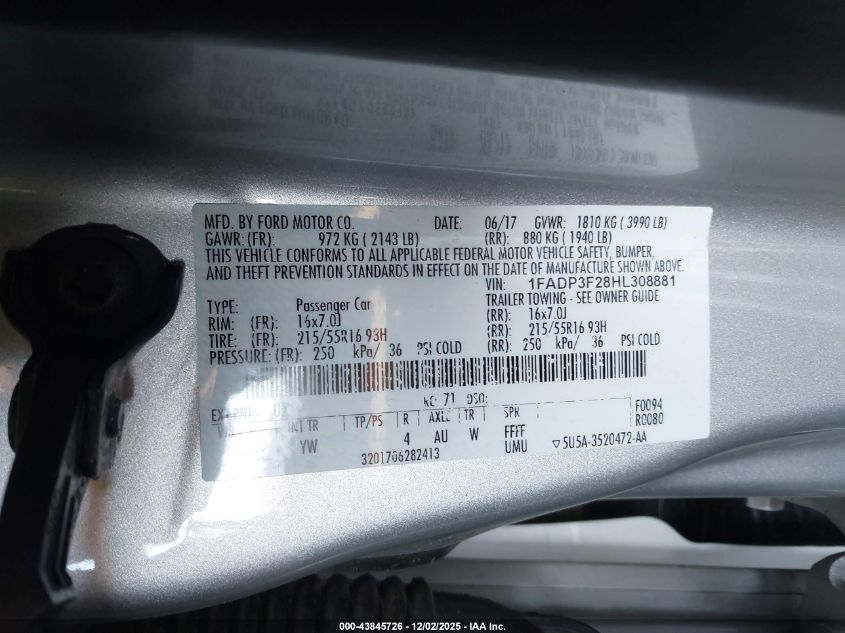 MFD. BY FORD MOTOR CO. DATE: 06/17 GVWR: 1810 KG ( 3990 LB)
GAWR: (FR): 972 KG ( 2143 LB) (RR): 880 KG ( 1940 LB)
THIS VEHICLE CONFORMS TO ALL APPLICABLE FEDERAL MOTOR VEHICLE SAFETY, BUMPER,
AND THEFT PREVENTION STANDARDS IN EFFECT ON THE DATE OF MANUFACTURE SHOWN ABOVE.
VIN: 1FADP3F28HL308881
TYPE: Passenger Car TRAILER TOWING - SEE OWNER GUIDE
RIM: (FR): 16x7.0J (RR): 16x7.0J
TIRE: (FR): 215/55R16 93H (RR): 215/55R16 93H
PRESSURE: (FR): 250 kPa/ 36 PSI COLD (RR): 250 kPa/ 36 PSI COLD
71 DSO: F0094
EXT PNT: UX R0080
INT TR TP/PS R AXLE TR SPR
YW 4 AU W FFFF
UMU ▽5U5A-3520472-AA
3201706282413
000-43845726 - 12/02/2025 - IAA Inc.